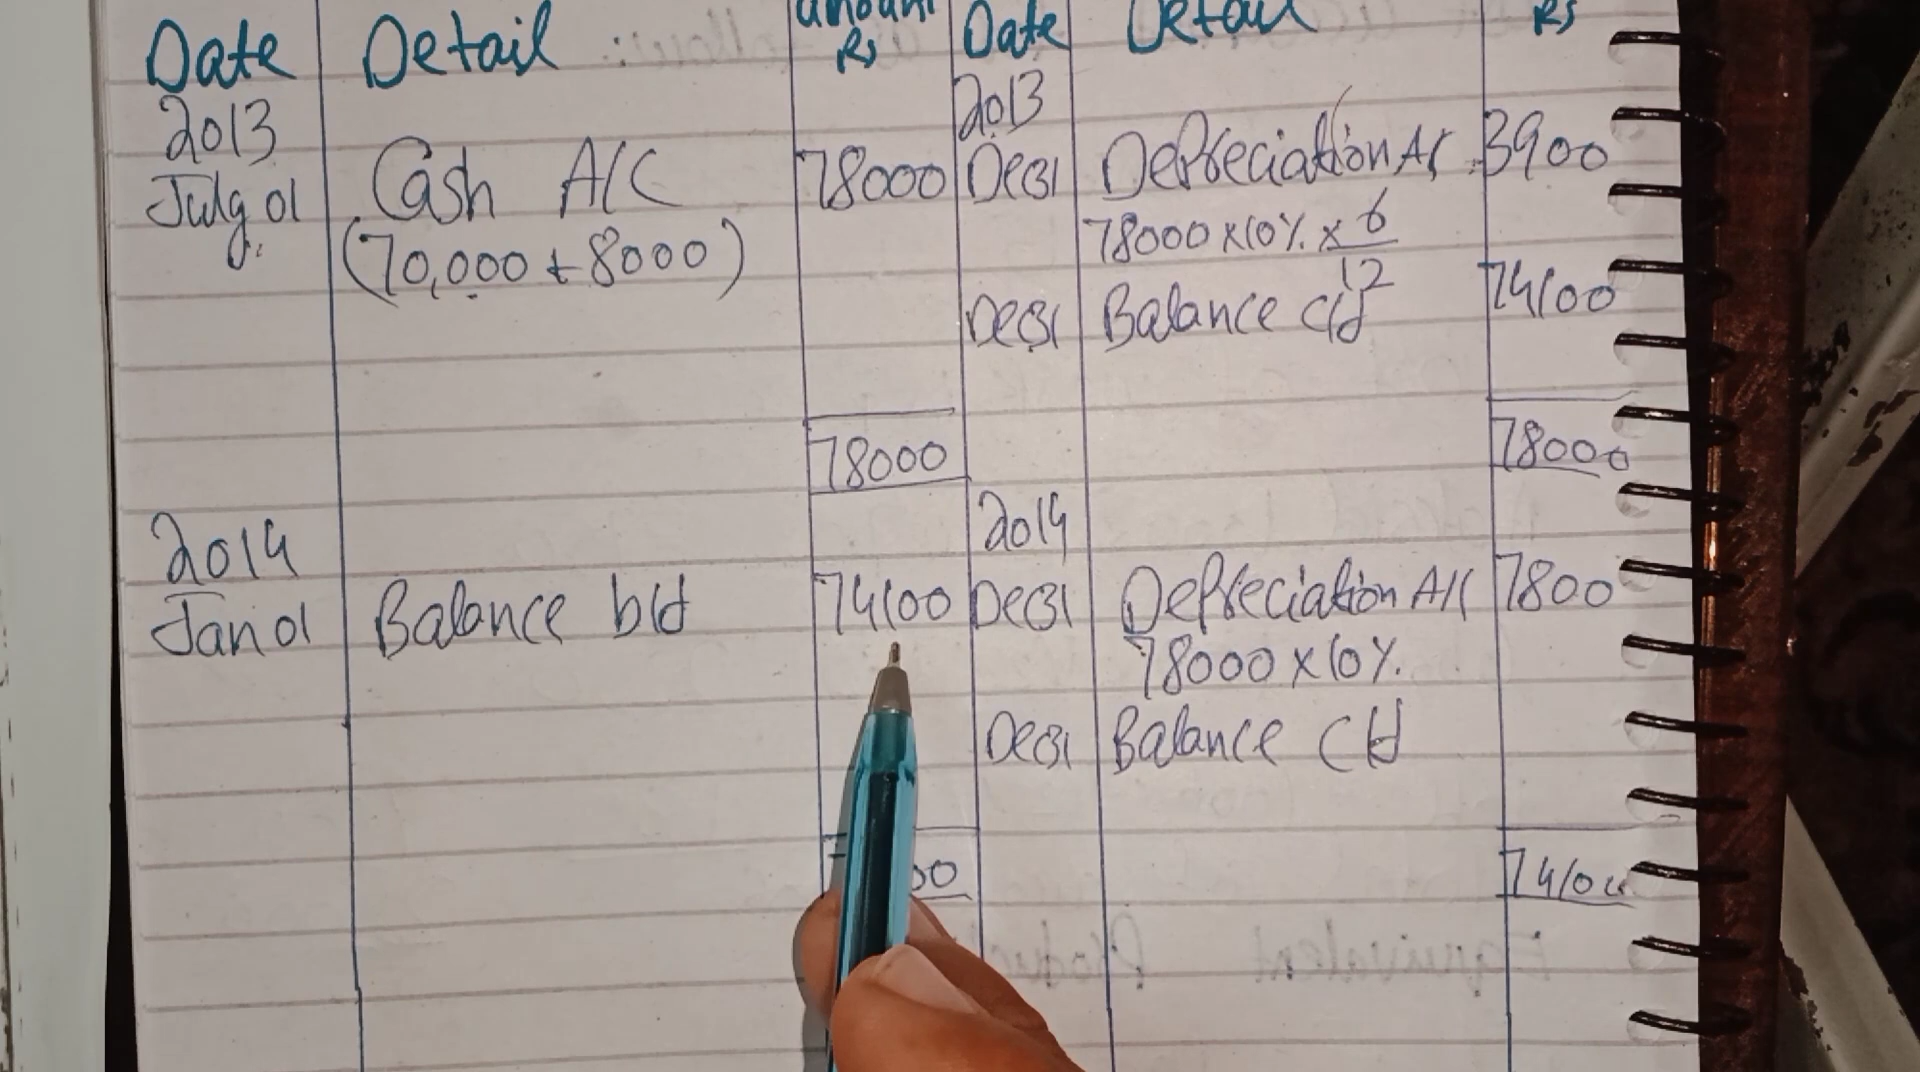 Date Detail amount Rs Date Detail Rs
2013 2013
July 01 Cash A/C 78000 Dec31 Depreciation A/C 3900
(70,000 + 8000) 78000 x 10% x 6
12
Dec31 Balance c/d 74100
78000 78000
2014 2014
Jan 01 Balance b/d 74100 Dec31 Depreciation A/C 7800
78000 x 10%
Dec31 Balance c/d
00 74100